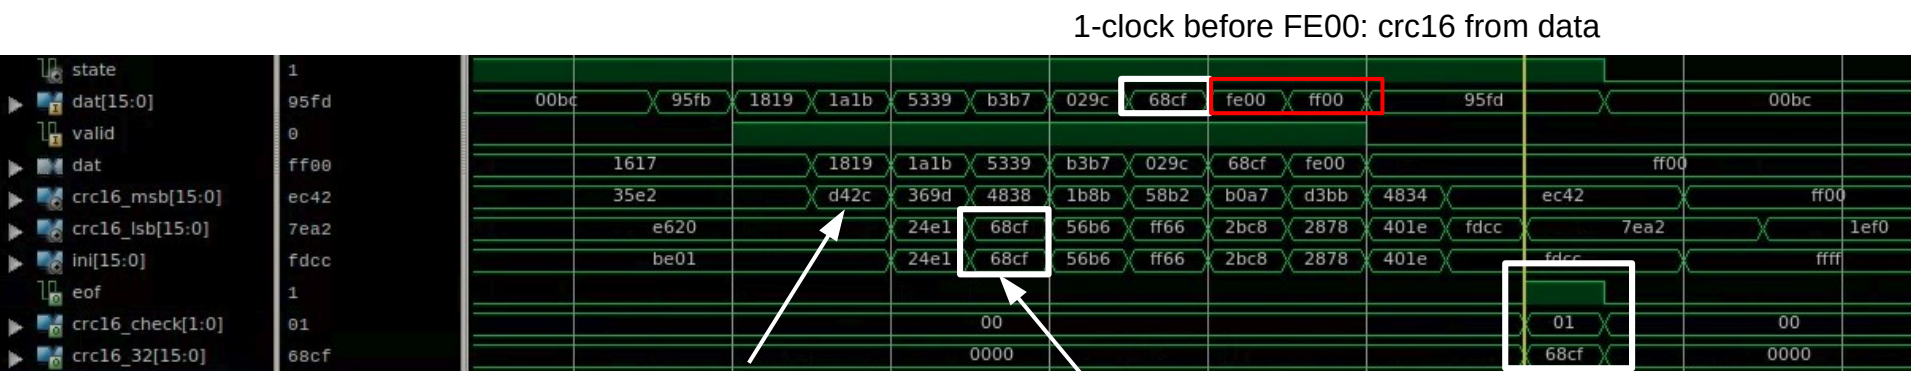 1-clock before FE00: crc16 from data
state 1
dat[15:0] 95fd 00bc 95fb 1819 1a1b 5339 b3b7 029c 68cf fe00 ff00 95fd 00bc
valid 0
dat ff00 1617 1819 1a1b 5339 b3b7 029c 68cf fe00 ff00
crc16_msb[15:0] ec42 35e2 d42c 369d 4838 1b8b 58b2 b0a7 d3bb 4834 ec42 ff00
crc16_lsb[15:0] 7ea2 e620 24e1 68cf 56b6 ff66 2bc8 2878 401e fdcc 7ea2 1ef0
ini[15:0] fdcc be01 24e1 68cf 56b6 ff66 2bc8 2878 401e fdcc ffff
eof 1
crc16_check[1:0] 01 00 01 00
crc16_32[15:0] 68cf 0000 68cf 0000